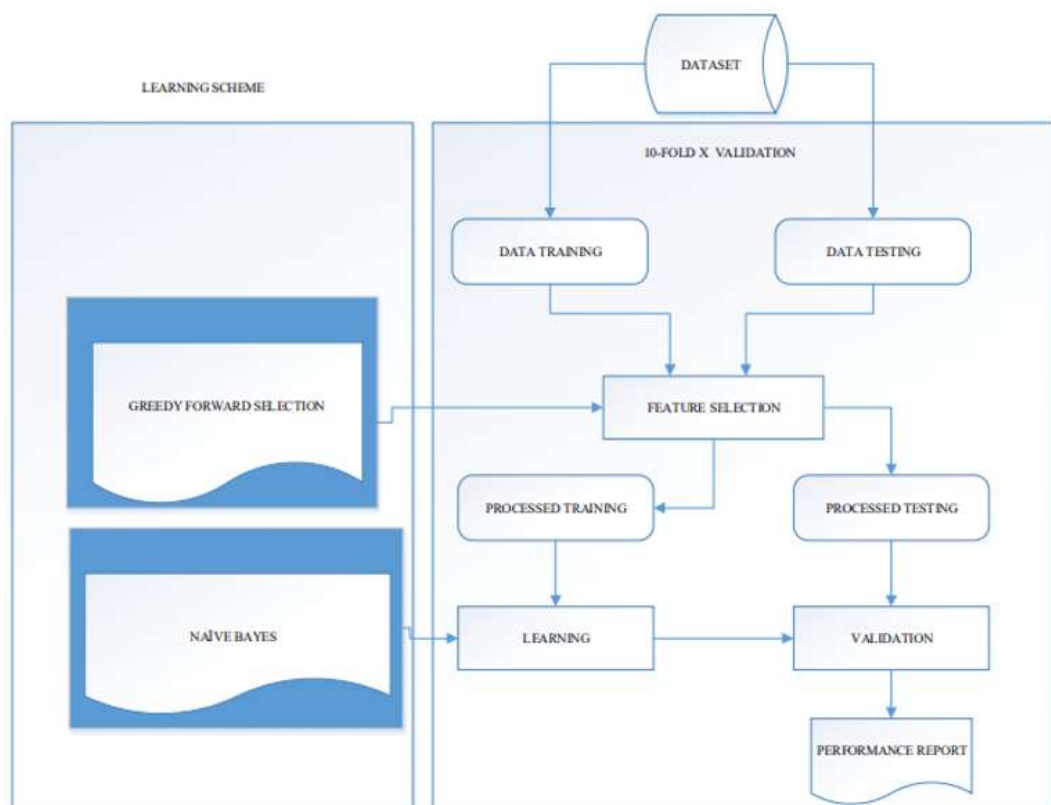 DATASET
LEARNING SCHEME
10-FOLD X VALIDATION
DATA TRAINING
DATA TESTING
GREEDY FORWARD SELECTION
FEATURE SELECTION
PROCESSED TRAINING
PROCESSED TESTING
NAÏVE BAYES
LEARNING
VALIDATION
PERFORMANCE REPORT